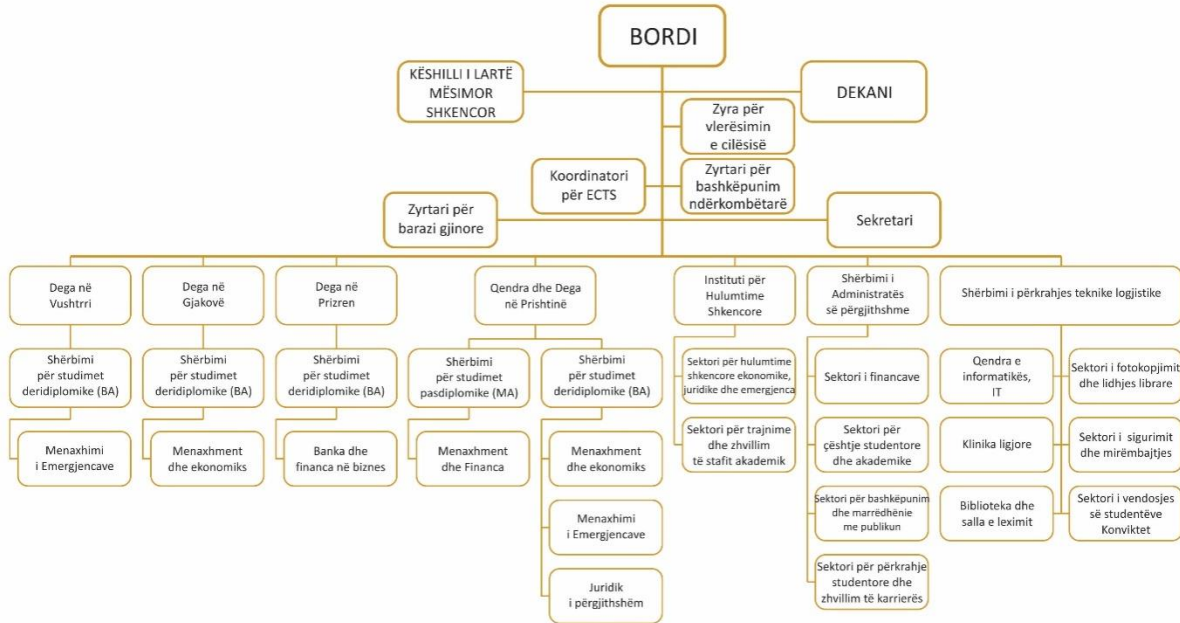 BORDI
KËSHILLI I LARTË
MËSIMOR
SHKENCOR
DEKANI
Zyra për
vlerësimin
e cilësisë
Koordinatori
për ECTS
Zyrtari për
bashkëpunim
ndërkombëtarë
Zyrtari për
barazi gjinore
Sekretari
Dega në
Vushtrri
Dega në
Gjakovë
Dega në
Prizren
Qendra dhe Dega
në Prishtinë
Instituti për
Hulumtime
Shkencore
Shërbimi i
Administratës
së përgjithshme
Shërbimi i përkrahjes teknike logjistike
Shërbimi
për studimet
deridiplomike (BA)
Shërbimi
për studimet
deridiplomike (BA)
Shërbimi
për studimet
deridiplomike (BA)
Shërbimi
për studimet
pasdiplomike (MA)
Shërbimi
për studimet
deridiplomike (BA)
Sektori për hulumtime
shkencore ekonomike,
juridike dhe emergjenca
Sektori i financave
Qendra e
informatikës,
IT
Sektori i fotokopjimit
dhe lidhjes librare
Menaxhimi
i Emergjencave
Menaxhment
dhe ekonomiks
Banka dhe
financa në biznes
Menaxhment
dhe Financa
Menaxhment
dhe ekonomiks
Sektori për trajnime
dhe zhvillim
të stafit akademik
Sektori për
çështje studentore
dhe akademike
Klinika ligjore
Sektori i sigurimit
dhe mirëmbajtjes
Menaxhimi
i Emergjencave
Sektori për bashkëpunim
dhe marrëdhënie
me publikun
Biblioteka dhe
salla e leximit
Sektori i vendosjes
së studentëve
Konviktet
Juridik
i përgjithshëm
Sektori për përkrahje
studentore dhe
zhvillim të karrierës